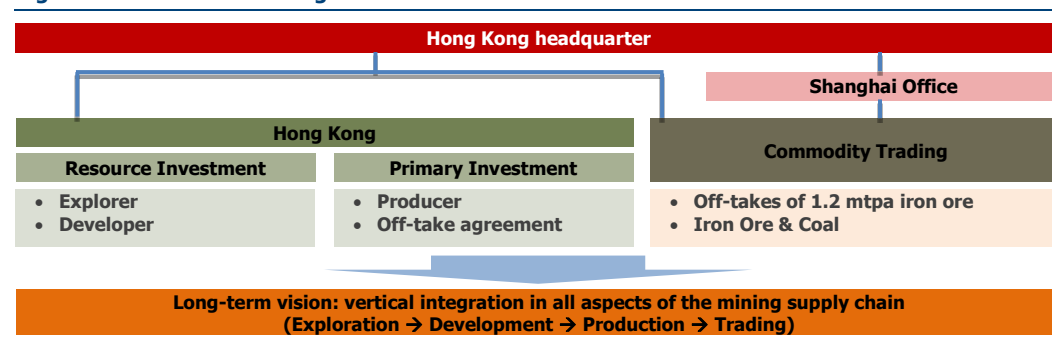 Hong Kong headquarter
Shanghai Office
Hong Kong
Commodity Trading
Resource Investment
Primary Investment
• Explorer
• Developer
• Producer
• Off-take agreement
• Off-takes of 1.2 mtpa iron ore
• Iron Ore & Coal
Long-term vision: vertical integration in all aspects of the mining supply chain
(Exploration → Development → Production → Trading)